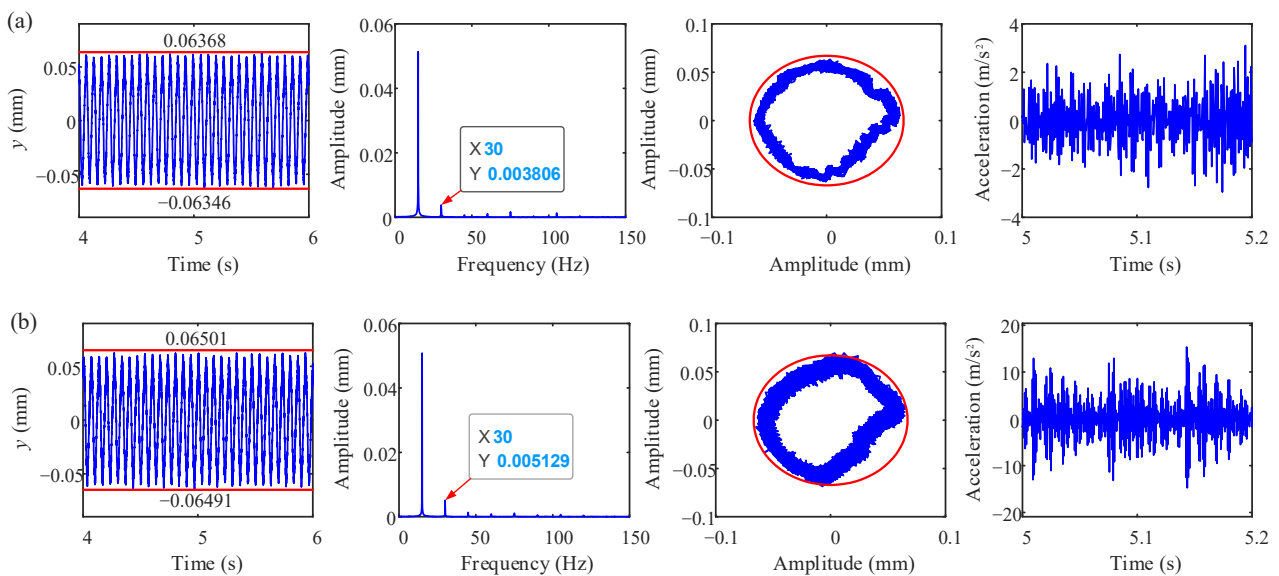 (a)
0.06368
0.05
0
−0.05
−0.06346
4 5 6
Time (s)
y (mm)
0.06
0.04
0.02
0
X 30
Y 0.003806
0 50 100 150
Frequency (Hz)
Amplitude (mm)
0.1
0.05
0
−0.05
−0.1
−0.1 0 0.1
Amplitude (mm)
Amplitude (mm)
4
2
0
−2
−4
5 5.1 5.2
Time (s)
Acceleration (m/s²)
(b)
0.06501
0.05
0
−0.05
−0.06491
4 5 6
Time (s)
y (mm)
0.06
0.04
0.02
0
X 30
Y 0.005129
0 50 100 150
Frequency (Hz)
Amplitude (mm)
0.1
0.05
0
−0.05
−0.1
−0.1 0 0.1
Amplitude (mm)
Amplitude (mm)
20
10
0
−10
−20
5 5.1 5.2
Time (s)
Acceleration (m/s²)